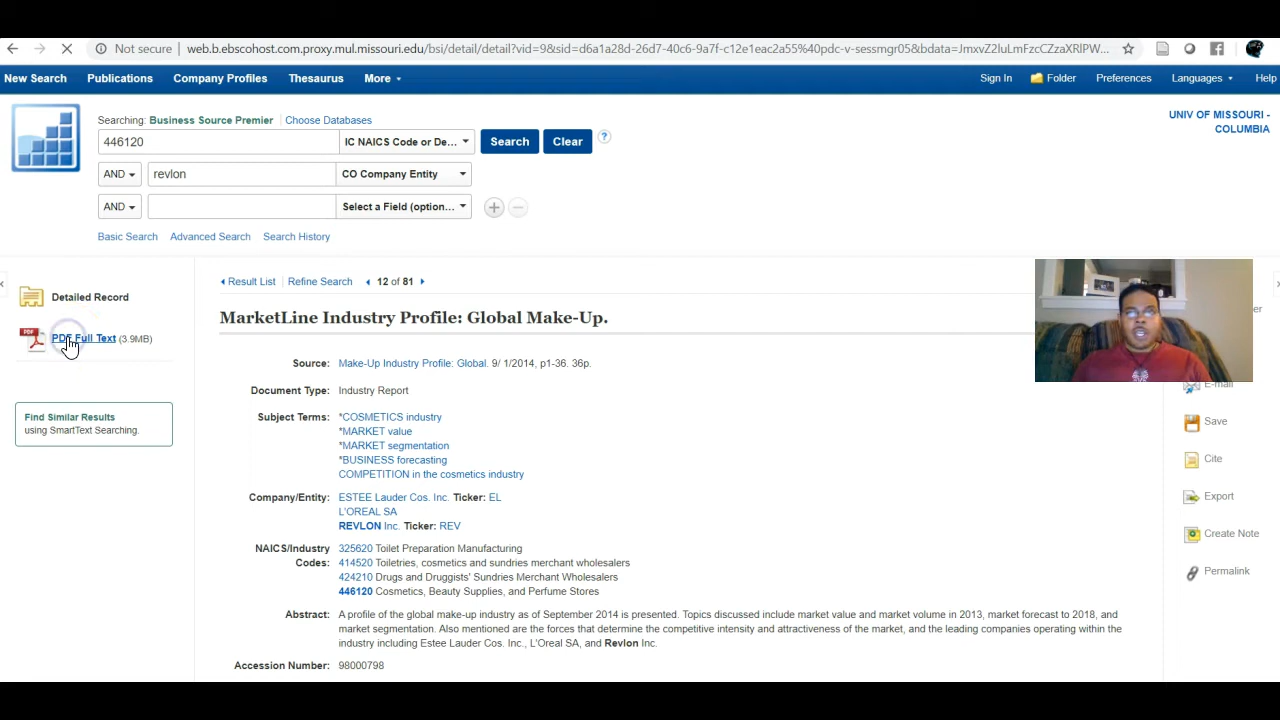 Not secure web.b.ebscohost.com.proxy.mul.missouri.edu/bsi/detail/detail?vid=9&sid=d6a1a28d-26d7-40c6-9a7f-c12e1eac2a55%40pdc-v-sessmgr05&bdata=JmxvZ2luLmFzcCZzaXRlPW...
New Search Publications Company Profiles Thesaurus More Sign In Folder Preferences Languages Help
Searching: Business Source Premier Choose Databases
UNIV OF MISSOURI -
COLUMBIA
446120 IC NAICS Code or De... Search Clear ?
AND revlon CO Company Entity
AND Select a Field (option...
Basic Search Advanced Search Search History
Detailed Record
PDF Full Text (3.9MB)
Find Similar Results
using SmartText Searching.
Result List Refine Search 12 of 81
MarketLine Industry Profile: Global Make-Up.
Source: Make-Up Industry Profile: Global. 9/ 1/2014, p1-36. 36p.
Document Type: Industry Report
Subject Terms: *COSMETICS industry
*MARKET value
*MARKET segmentation
*BUSINESS forecasting
COMPETITION in the cosmetics industry
Company/Entity: ESTEE Lauder Cos. Inc. Ticker: EL
L'OREAL SA
REVLON Inc. Ticker: REV
NAICS/Industry 325620 Toilet Preparation Manufacturing
Codes: 414520 Toiletries, cosmetics and sundries merchant wholesalers
424210 Drugs and Druggists' Sundries Merchant Wholesalers
446120 Cosmetics, Beauty Supplies, and Perfume Stores
Abstract: A profile of the global make-up industry as of September 2014 is presented. Topics discussed include market value and market volume in 2013, market forecast to 2018, and
market segmentation. Also mentioned are the forces that determine the competitive intensity and attractiveness of the market, and the leading companies operating within the
industry including Estee Lauder Cos. Inc., L'Oreal SA, and Revlon Inc.
Accession Number: 98000798
E-mail
Save
Cite
Export
Create Note
Permalink